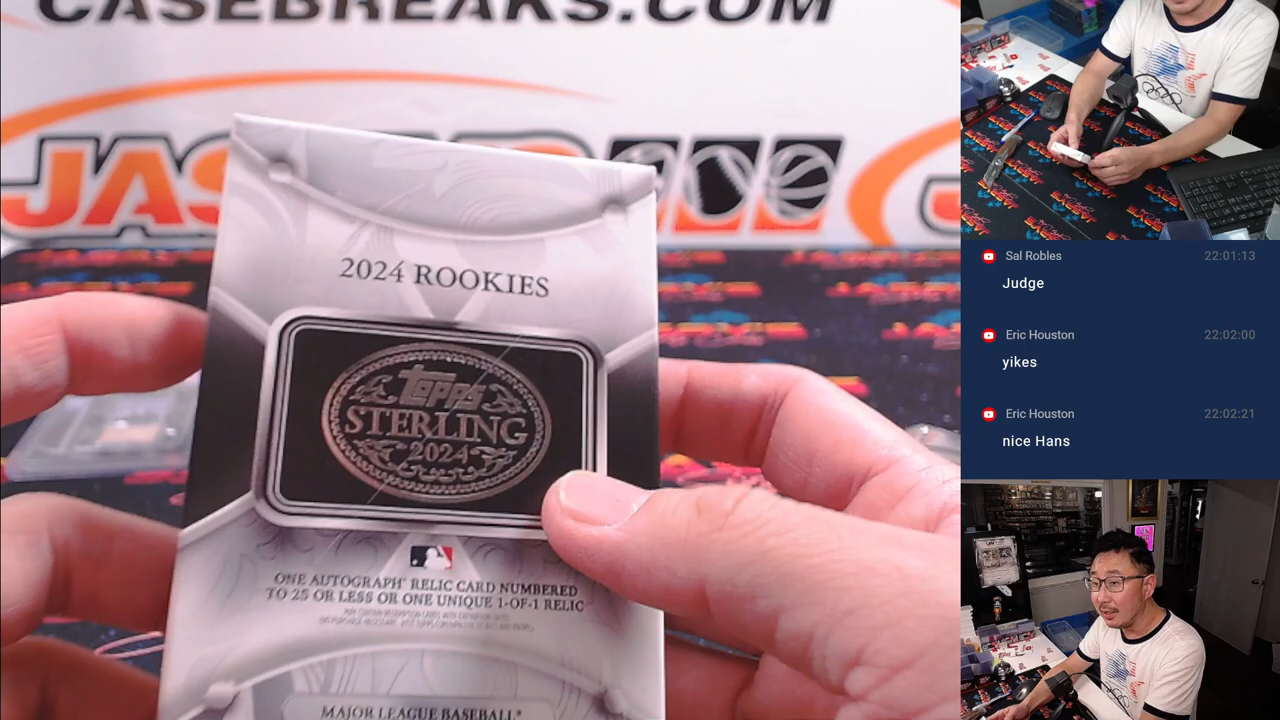 CASEBREAKS.COM
JAS
2024 ROOKIES
topps
STERLING
2024
ONE AUTOGRAPH RELIC CARD NUMBERED
TO 25 OR LESS OR ONE UNIQUE 1-OF-1 RELIC
MAJOR LEAGUE BASEBALL
Sal Robles 22:01:13
Judge
Eric Houston 22:02:00
yikes
Eric Houston 22:02:21
nice Hans